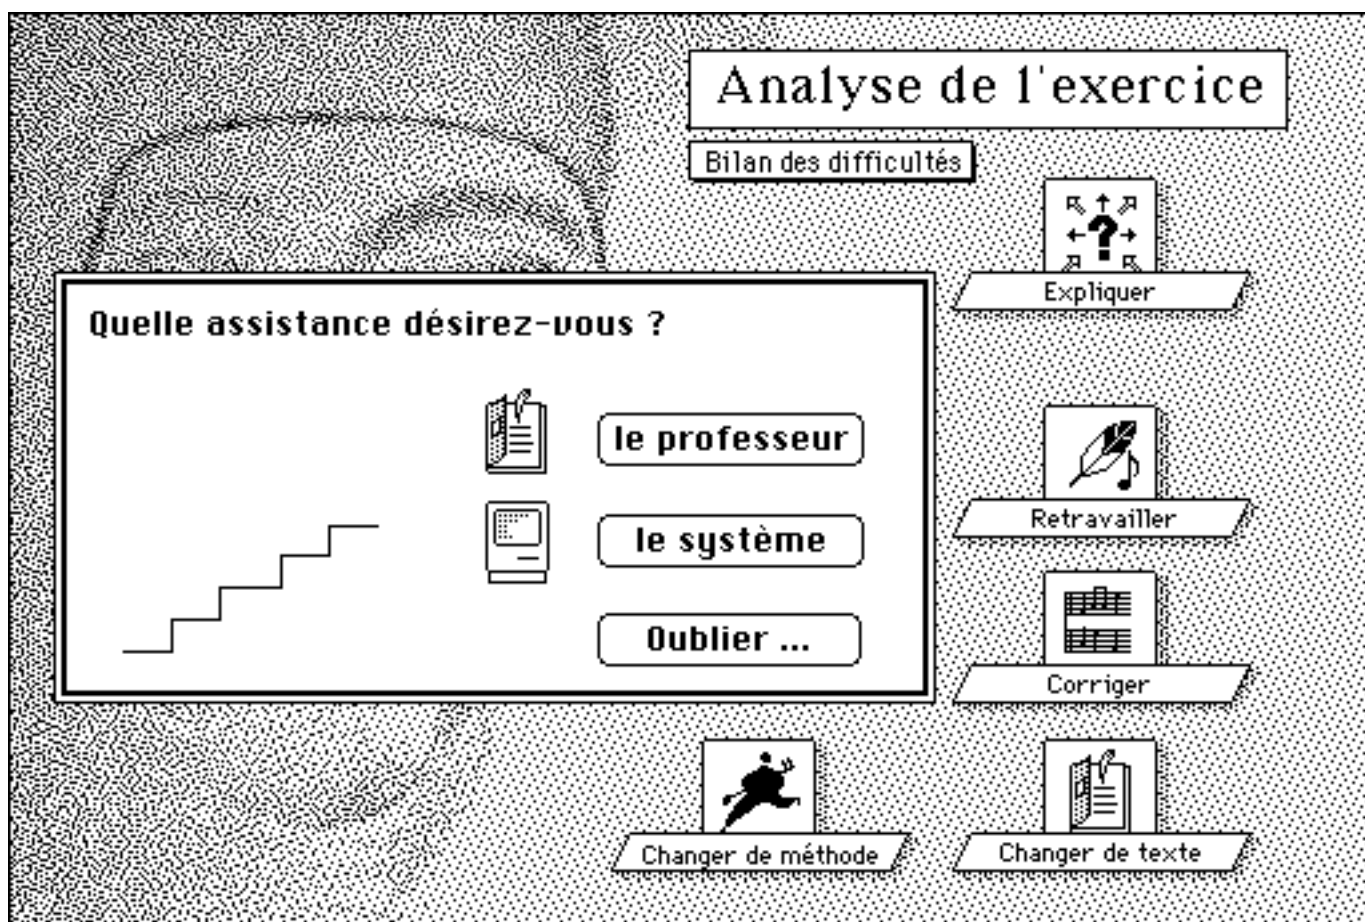 Analyse de l'exercice
Bilan des difficultés
Expliquer
Quelle assistance désirez-vous ?
le professeur
le système
Oublier ...
Retravailler
Corriger
Changer de méthode
Changer de texte